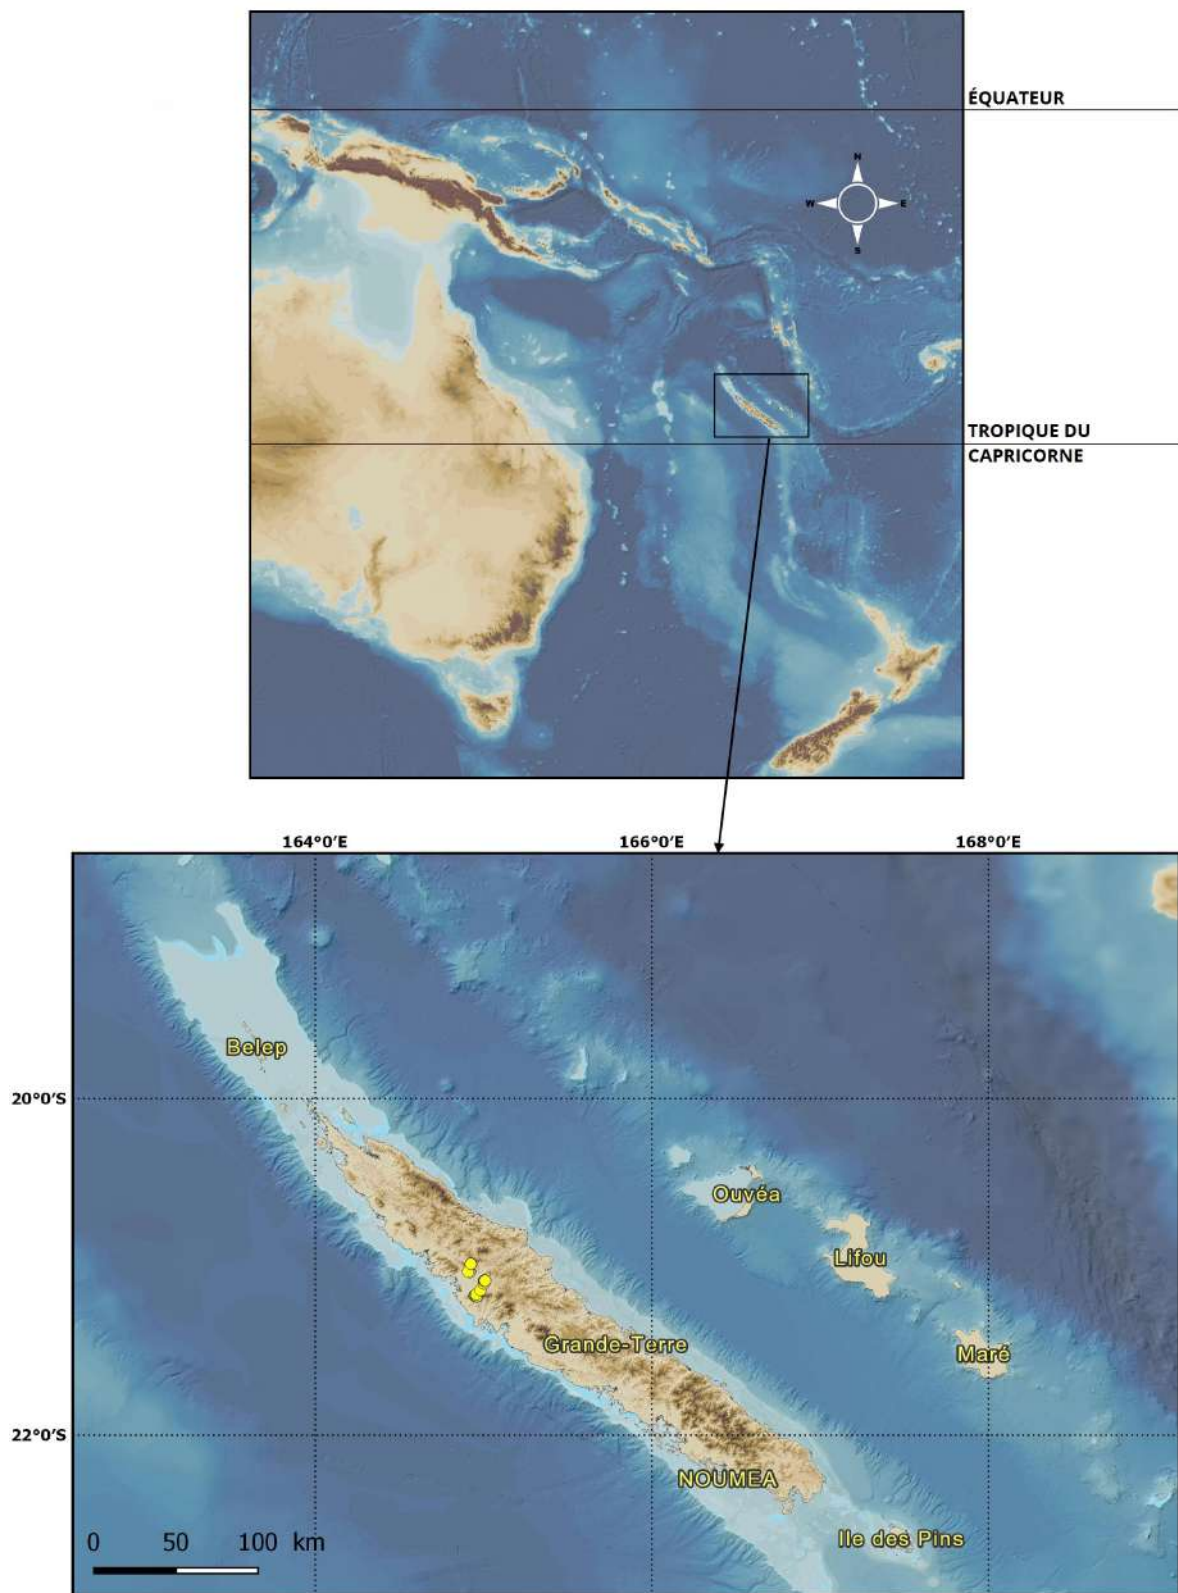 ÉQUATEUR
N
W E
S
TROPIQUE DU
CAPRICORNE
164°0'E 166°0'E 168°0'E
Belep
20°0'S
Ouvéa
Lifou
Grande-Terre
Maré
22°0'S
NOUMEA
Ile des Pins
0 50 100 km